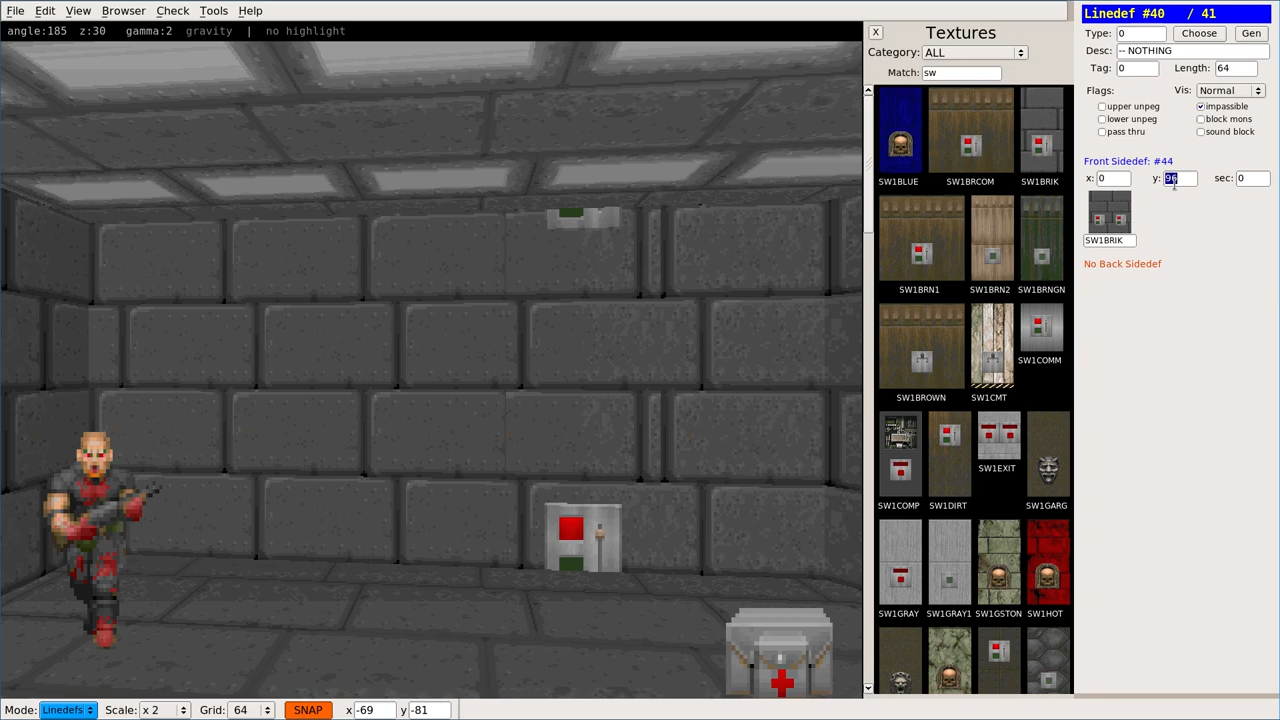 File Edit View Browser Check Tools Help
angle:185 z:30 gamma:2 gravity | no highlight
X Textures
Category: ALL
Match: sw
SW1BLUE SW1BRCOM SW1BRIK
SW1BRN1 SW1BRN2 SW1BRNGN
SW1COMM
SW1BROWN SW1CMT
SW1EXIT
SW1COMP SW1DIRT SW1GARG
SW1GRAY SW1GRAY1 SW1GSTON SW1HOT
Linedef #40 / 41
Type: 0 Choose Gen
Desc: -- NOTHING
Tag: 0 Length: 64
Flags: Vis: Normal
upper unpeg impassible
lower unpeg block mons
pass thru sound block
Front Sidedef: #44
x: 0 y: 96 sec: 0
SW1BRIK
No Back Sidedef
Mode: Linedefs Scale: x 2 Grid: 64 SNAP x -69 y -81